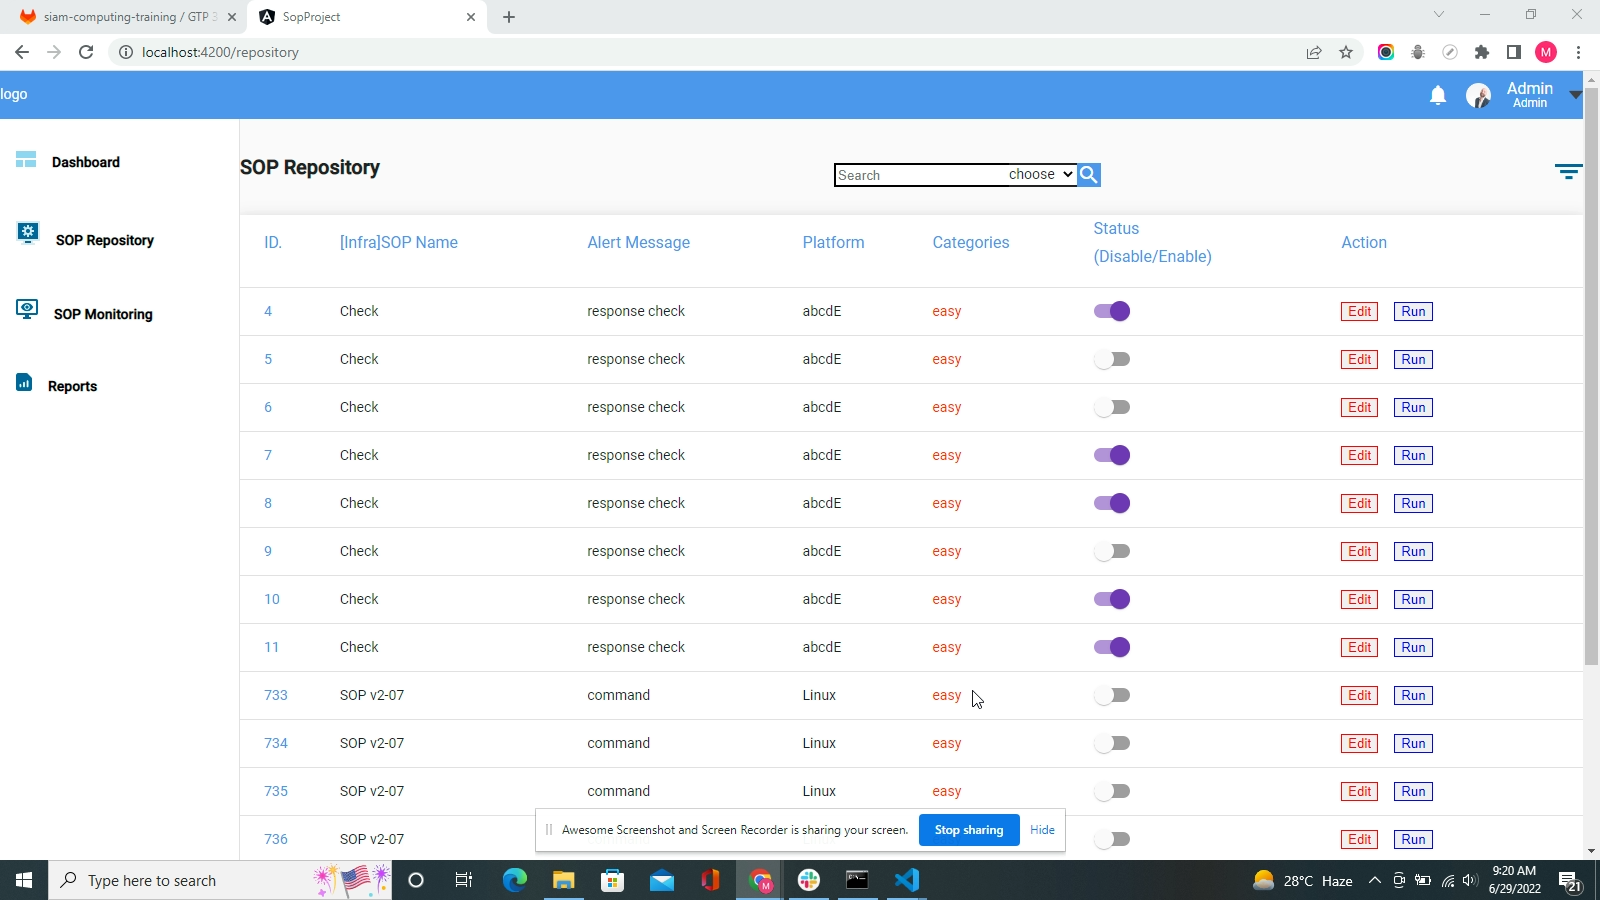 siam-computing-training / GTP 3
SopProject
localhost:4200/repository
M
logo
Admin
Admin
Dashboard
SOP Repository
SOP Monitoring
Reports
SOP Repository
Search
choose
ID. [Infra]SOP Name Alert Message Platform Categories Status (Disable/Enable) Action
4 Check response check abcdE easy Edit Run
5 Check response check abcdE easy Edit Run
6 Check response check abcdE easy Edit Run
7 Check response check abcdE easy Edit Run
8 Check response check abcdE easy Edit Run
9 Check response check abcdE easy Edit Run
10 Check response check abcdE easy Edit Run
11 Check response check abcdE easy Edit Run
733 SOP v2-07 command Linux easy Edit Run
734 SOP v2-07 command Linux easy Edit Run
735 SOP v2-07 command Linux easy Edit Run
736 SOP v2-07 Edit Run
Awesome Screenshot and Screen Recorder is sharing your screen. Stop sharing Hide
Type here to search
M
28°C Haze
9:20 AM
6/29/2022
21